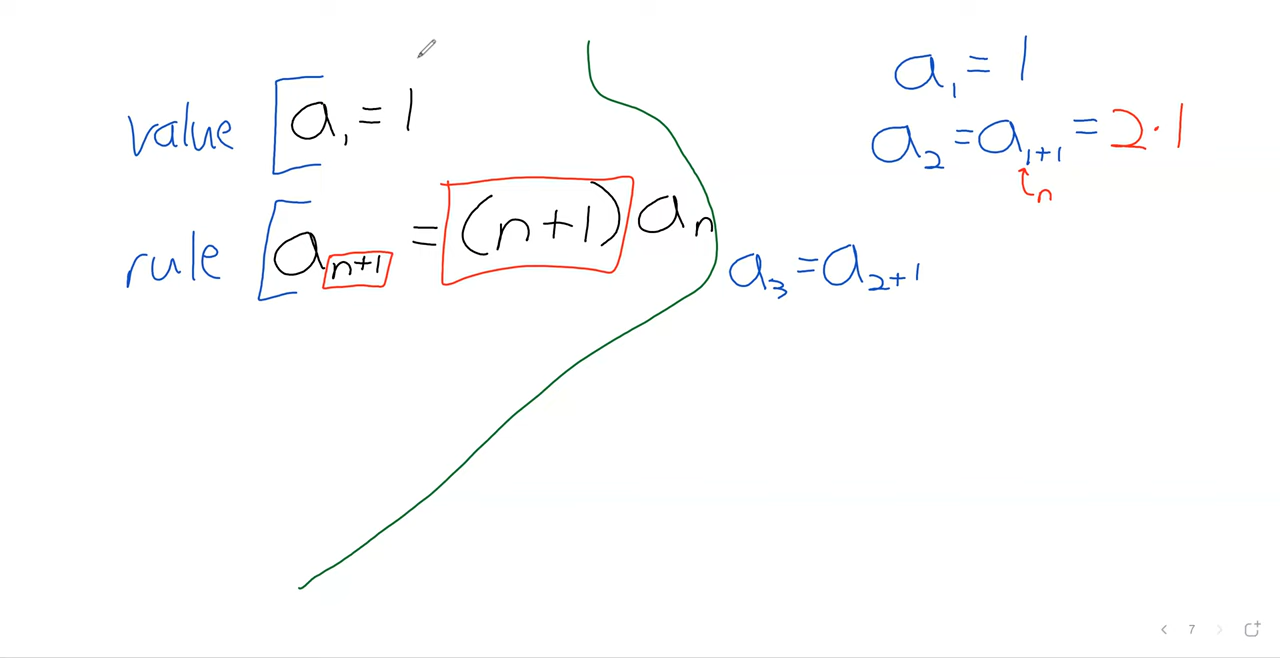 value [a₁ = 1
rule [aₙ₊₁ = (n+1) aₙ
a₁ = 1
a₂ = a₁₊₁ = 2·1
n
a₃ = a₂₊₁
< 7 >